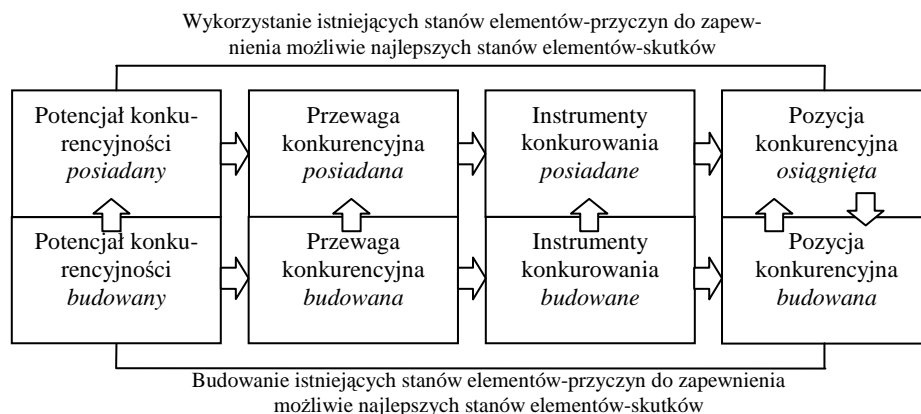 Wykorzystanie istniejących stanów elementów-przyczyn do zapew-
nienia możliwie najlepszych stanów elementów-skutków
Potencjał konku-
rencyjności
posiadany
Przewaga
konkurencyjna
posiadana
Instrumenty
konkurowania
posiadane
Pozycja
konkurencyjna
osiągnięta
Potencjał konku-
rencyjności
budowany
Przewaga
konkurencyjna
budowana
Instrumenty
konkurowania
budowane
Pozycja
konkurencyjna
budowana
Budowanie istniejących stanów elementów-przyczyn do zapewnienia
możliwie najlepszych stanów elementów-skutków